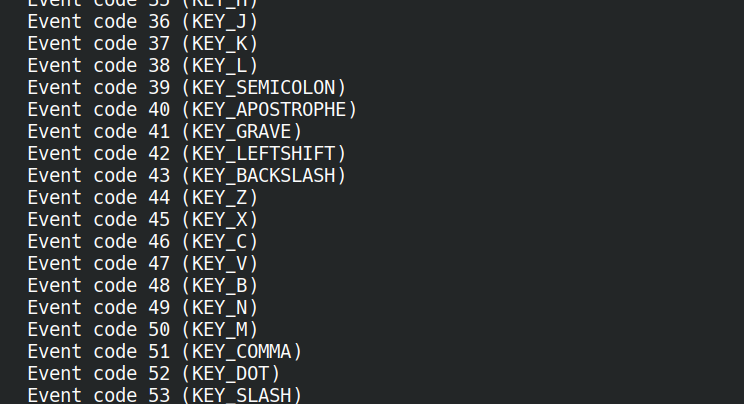 Event code 35 (KEY_H)
Event code 36 (KEY_J)
Event code 37 (KEY_K)
Event code 38 (KEY_L)
Event code 39 (KEY_SEMICOLON)
Event code 40 (KEY_APOSTROPHE)
Event code 41 (KEY_GRAVE)
Event code 42 (KEY_LEFTSHIFT)
Event code 43 (KEY_BACKSLASH)
Event code 44 (KEY_Z)
Event code 45 (KEY_X)
Event code 46 (KEY_C)
Event code 47 (KEY_V)
Event code 48 (KEY_B)
Event code 49 (KEY_N)
Event code 50 (KEY_M)
Event code 51 (KEY_COMMA)
Event code 52 (KEY_DOT)
Event code 53 (KEY_SLASH)